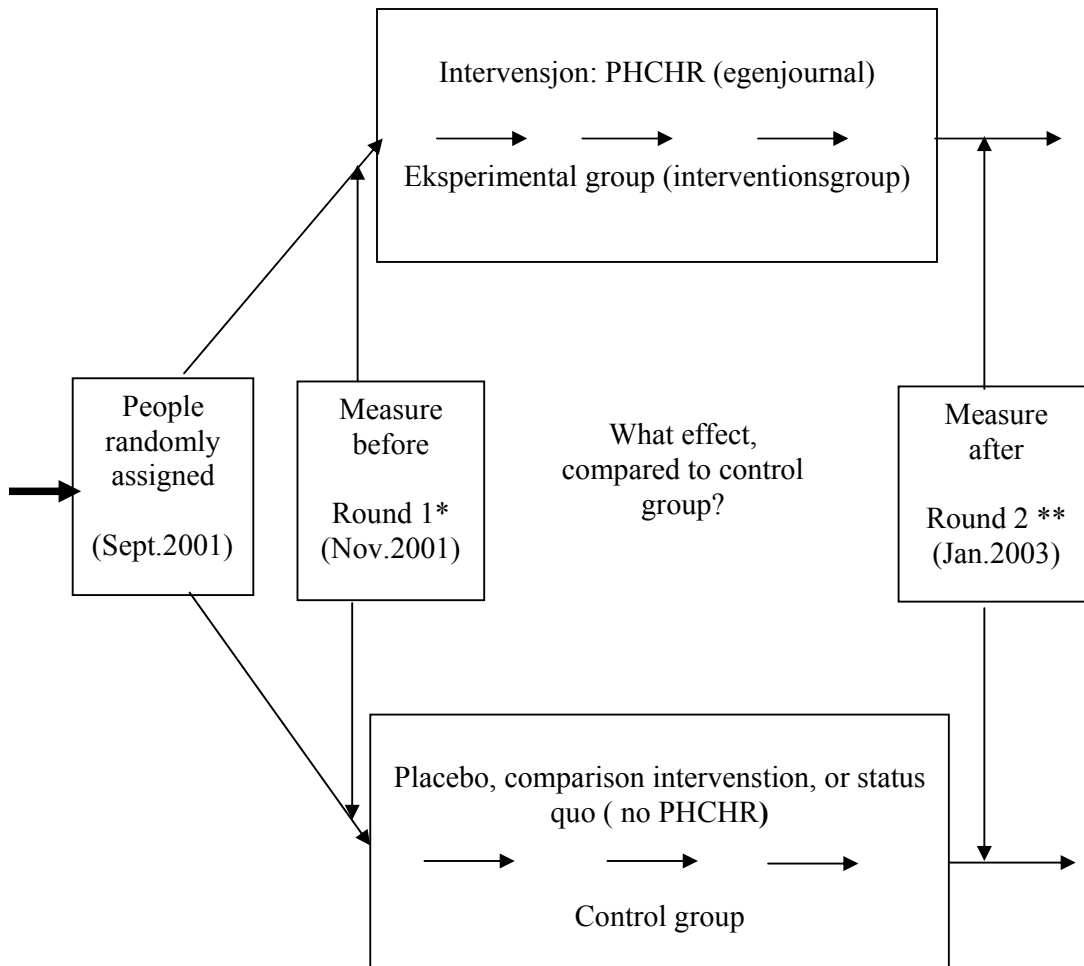 Intervensjon: PHCHR (egenjournal)
Eksperimental group (interventionsgroup)
People
randomly
assigned
(Sept.2001)
Measure
before
Round 1*
(Nov.2001)
What effect,
compared to control
group?
Measure
after
Round 2 **
(Jan.2003)
Placebo, comparison intervenstion, or status
quo ( no PHCHR)
Control group